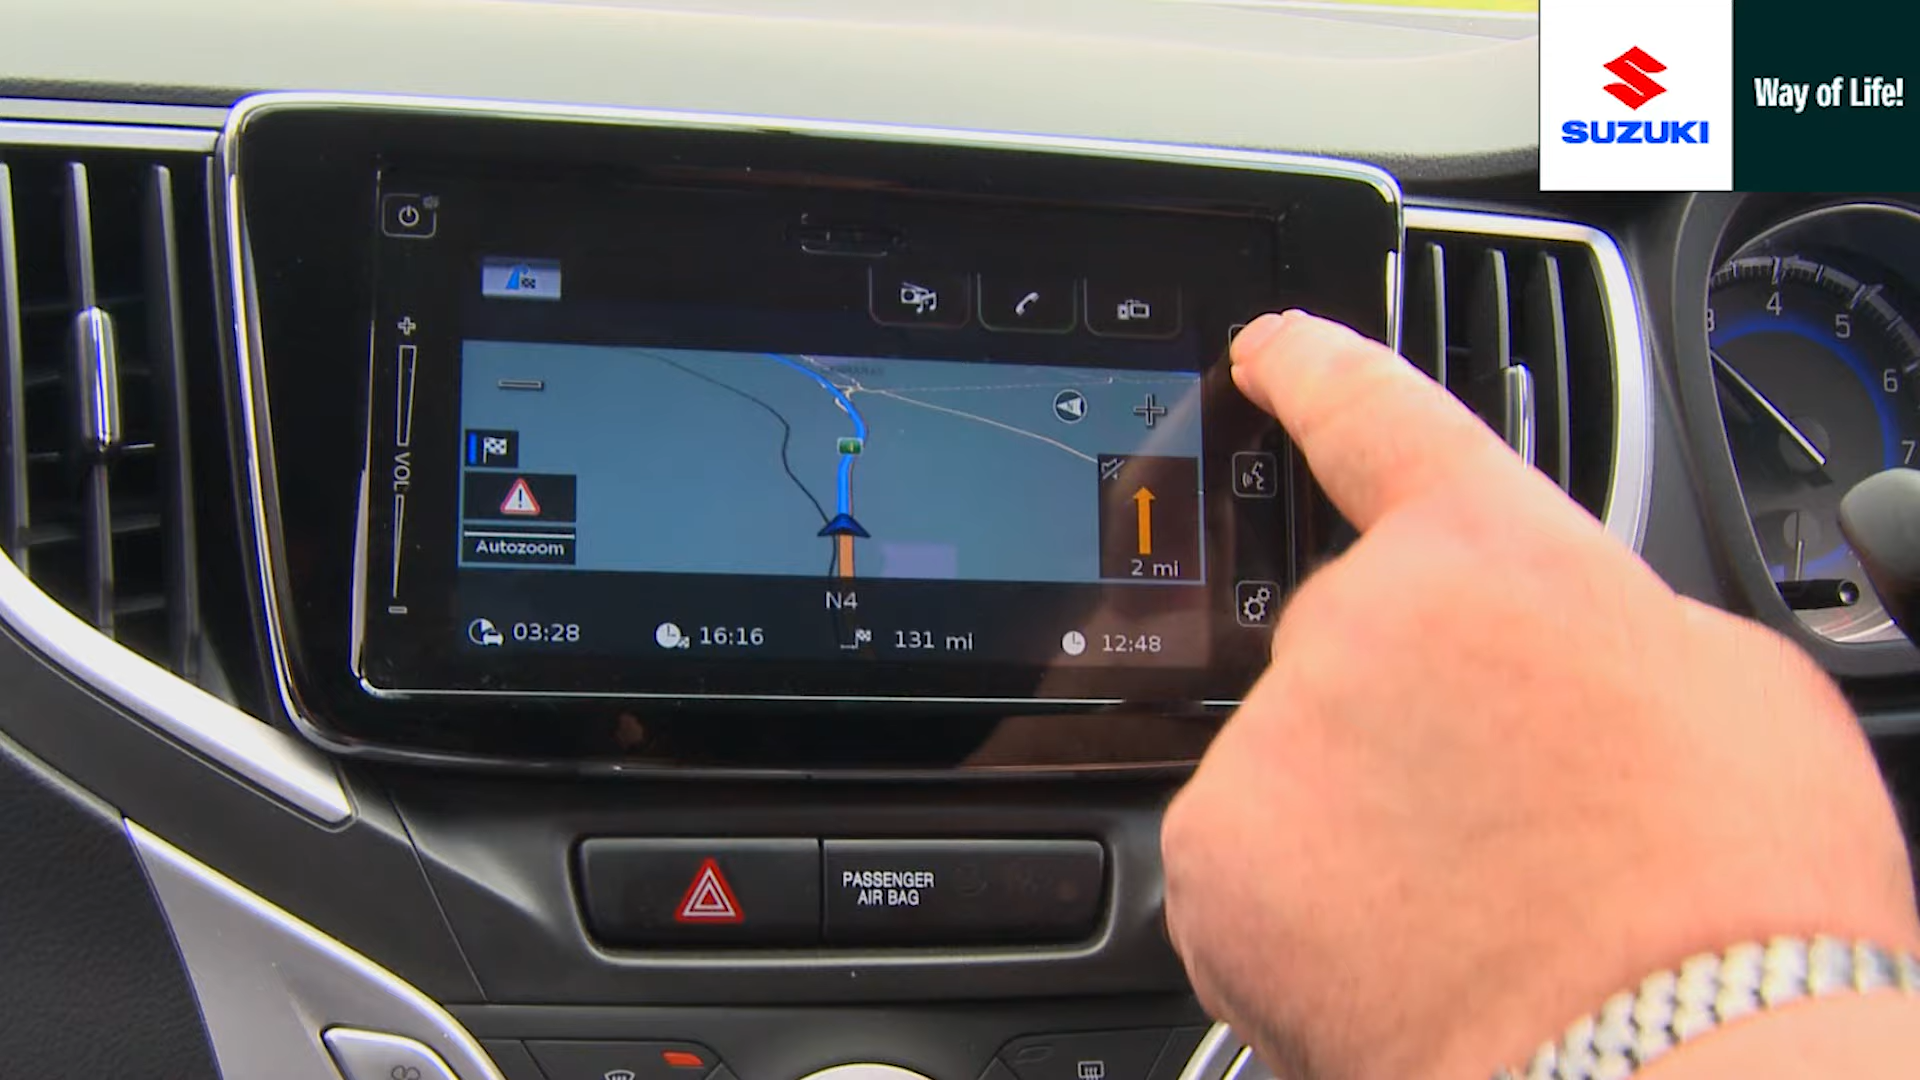 SUZUKI
Way of Life!
VOL
Autozoom
2 mi
N4
03:28
16:16
131 mi
12:48
PASSENGER
AIR BAG
3
4
5
6
7